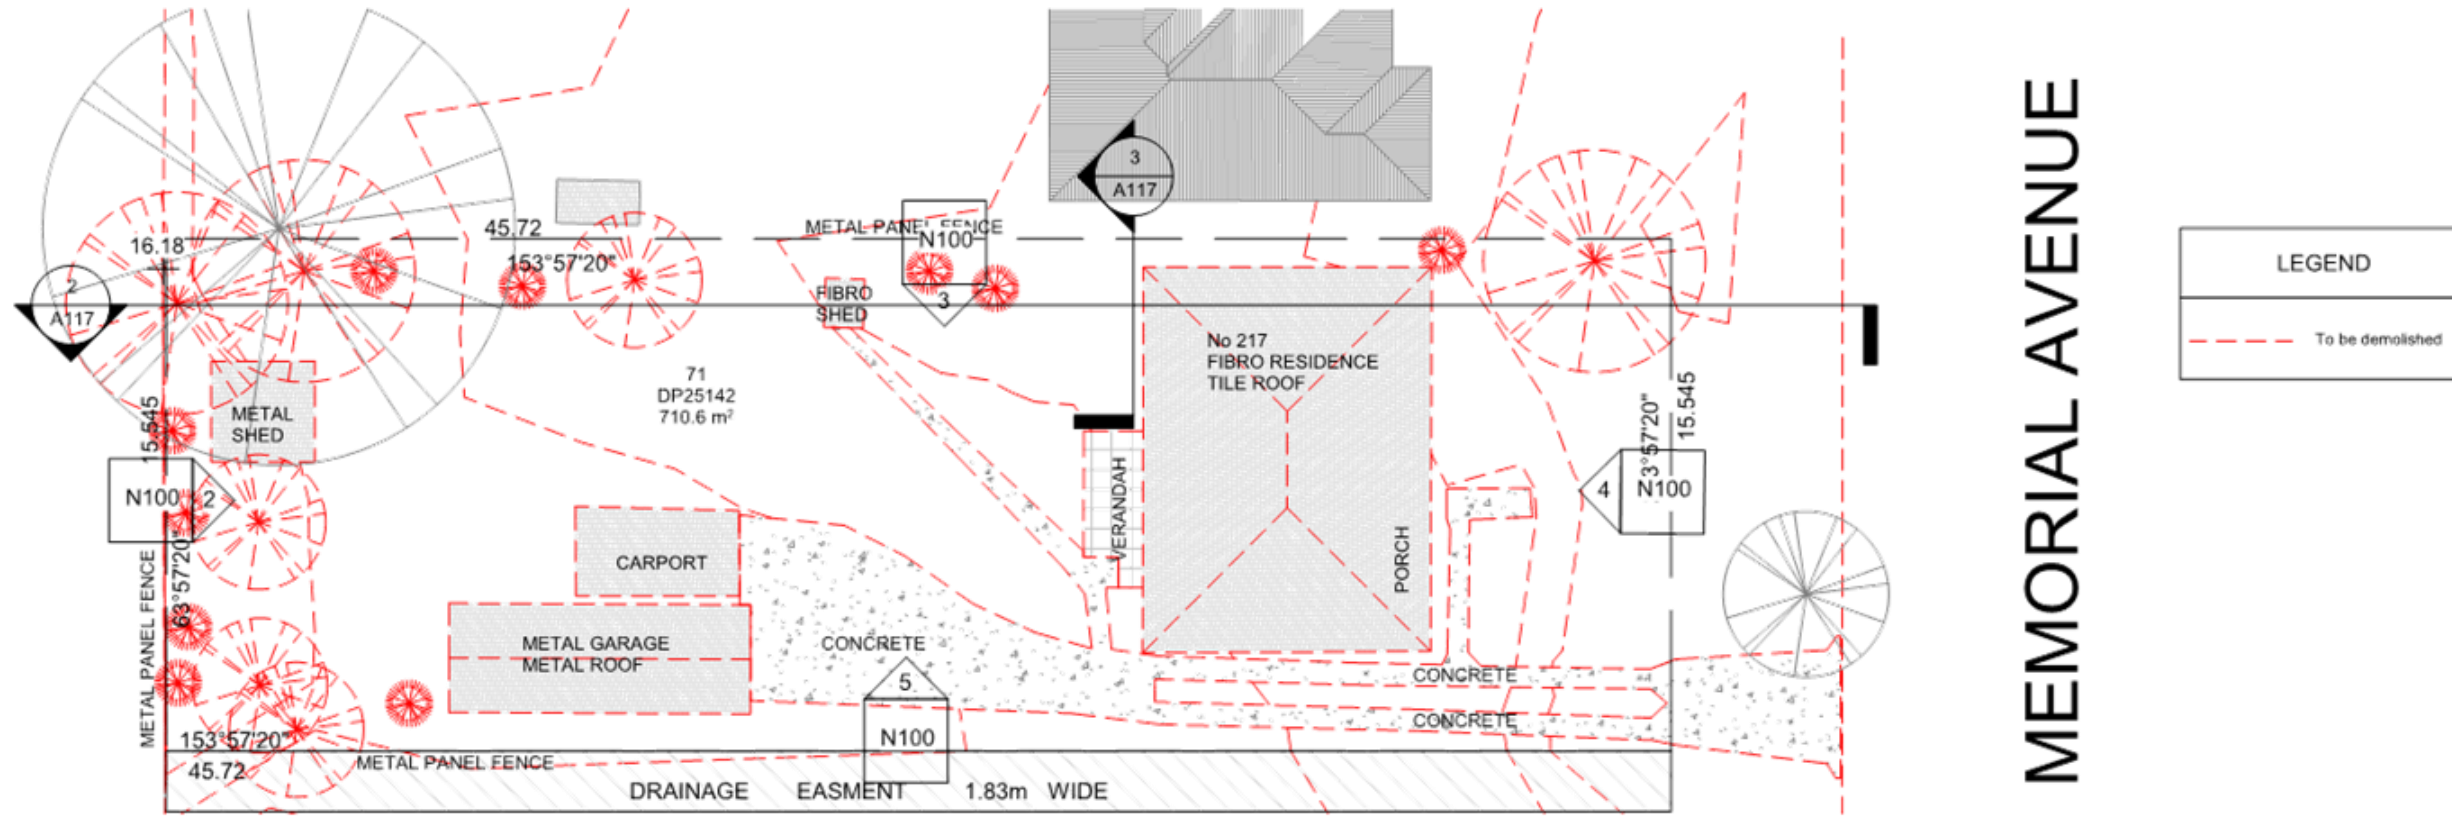 16.18
45.72
153°57'20"
METAL PANEL FENCE
N100
3
3
A117
2
A117
FIBRO
SHED
No 217
FIBRO RESIDENCE
TILE ROOF
71
DP25142
710.6 m²
METAL
SHED
15.545
N100
2
63°57'20"
METAL PANEL FENCE
CARPORT
METAL GARAGE
METAL ROOF
CONCRETE
VERANDAH
PORCH
3°57'20"
15.545
4
N100
CONCRETE
CONCRETE
5
N100
153°57'20"
45.72
METAL PANEL FENCE
DRAINAGE EASMENT 1.83m WIDE
MEMORIAL AVENUE
LEGEND
To be demolished